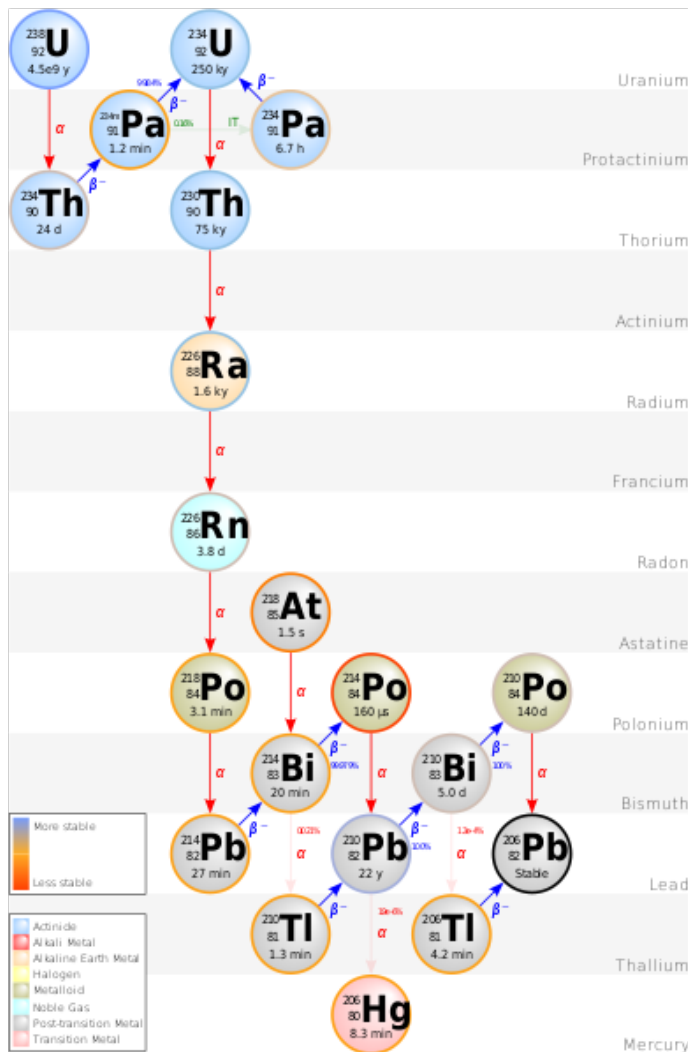 238
92 U
4.5e9 y
234
92 U
250 ky
Uranium
99.84%
β⁻
β⁻
234m
91 Pa
1.2 min
0.16%
IT
234
91 Pa
6.7 h
α
α
Protactinium
β⁻
234
90 Th
24 d
230
90 Th
75 ky
Thorium
α
Actinium
226
88 Ra
1.6 ky
Radium
α
Francium
226
86 Rn
3.8 d
Radon
α
218
85 At
1.5 s
Astatine
218
84 Po
3.1 min
α
214
84 Po
160 µs
210
84 Po
140 d
Polonium
β⁻
99.979%
β⁻
100%
α
214
83 Bi
20 min
α
210
83 Bi
5.0 d
α
Bismuth
β⁻
β⁻
100%
214
82 Pb
27 min
0.021%
α
210
82 Pb
22 y
α
206
82 Pb
Stable
Lead
β⁻
β⁻
210
81 Tl
1.3 min
α
206
81 Tl
4.2 min
Thallium
206
80 Hg
8.3 min
Mercury
More stable
Less stable
Actinide
Alkali Metal
Alkaline Earth Metal
Halogen
Metalloid
Noble Gas
Post-transition Metal
Transition Metal